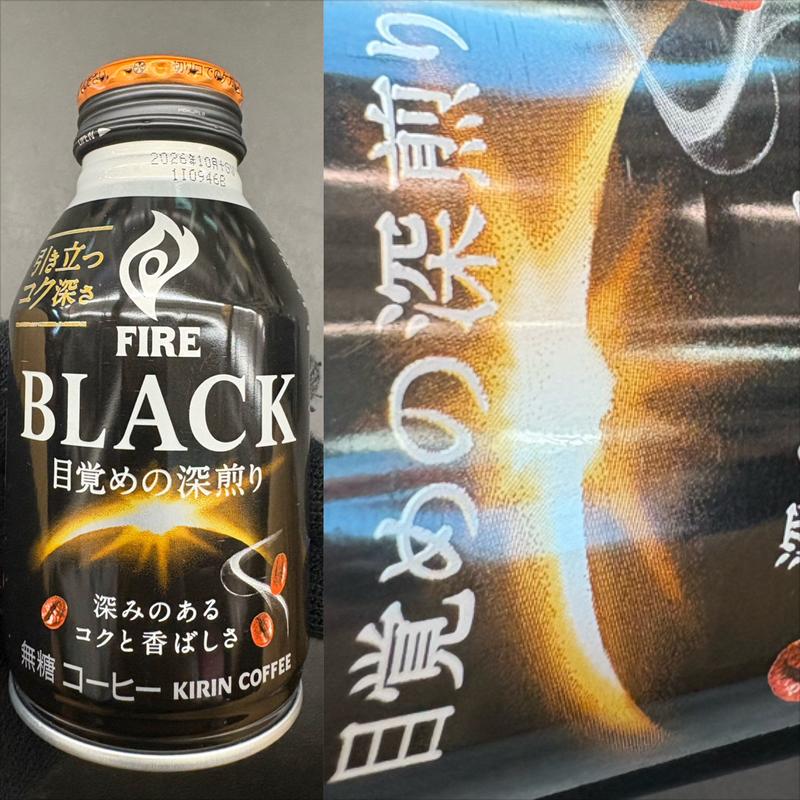 OPEN
2026年10月
1I0946B
引き立つ
コク深さ
FIRE
BLACK
目覚めの深煎り
深みのある
コクと香ばしさ
無糖 コーヒー KIRIN COFFEE
目覚めの深煎り